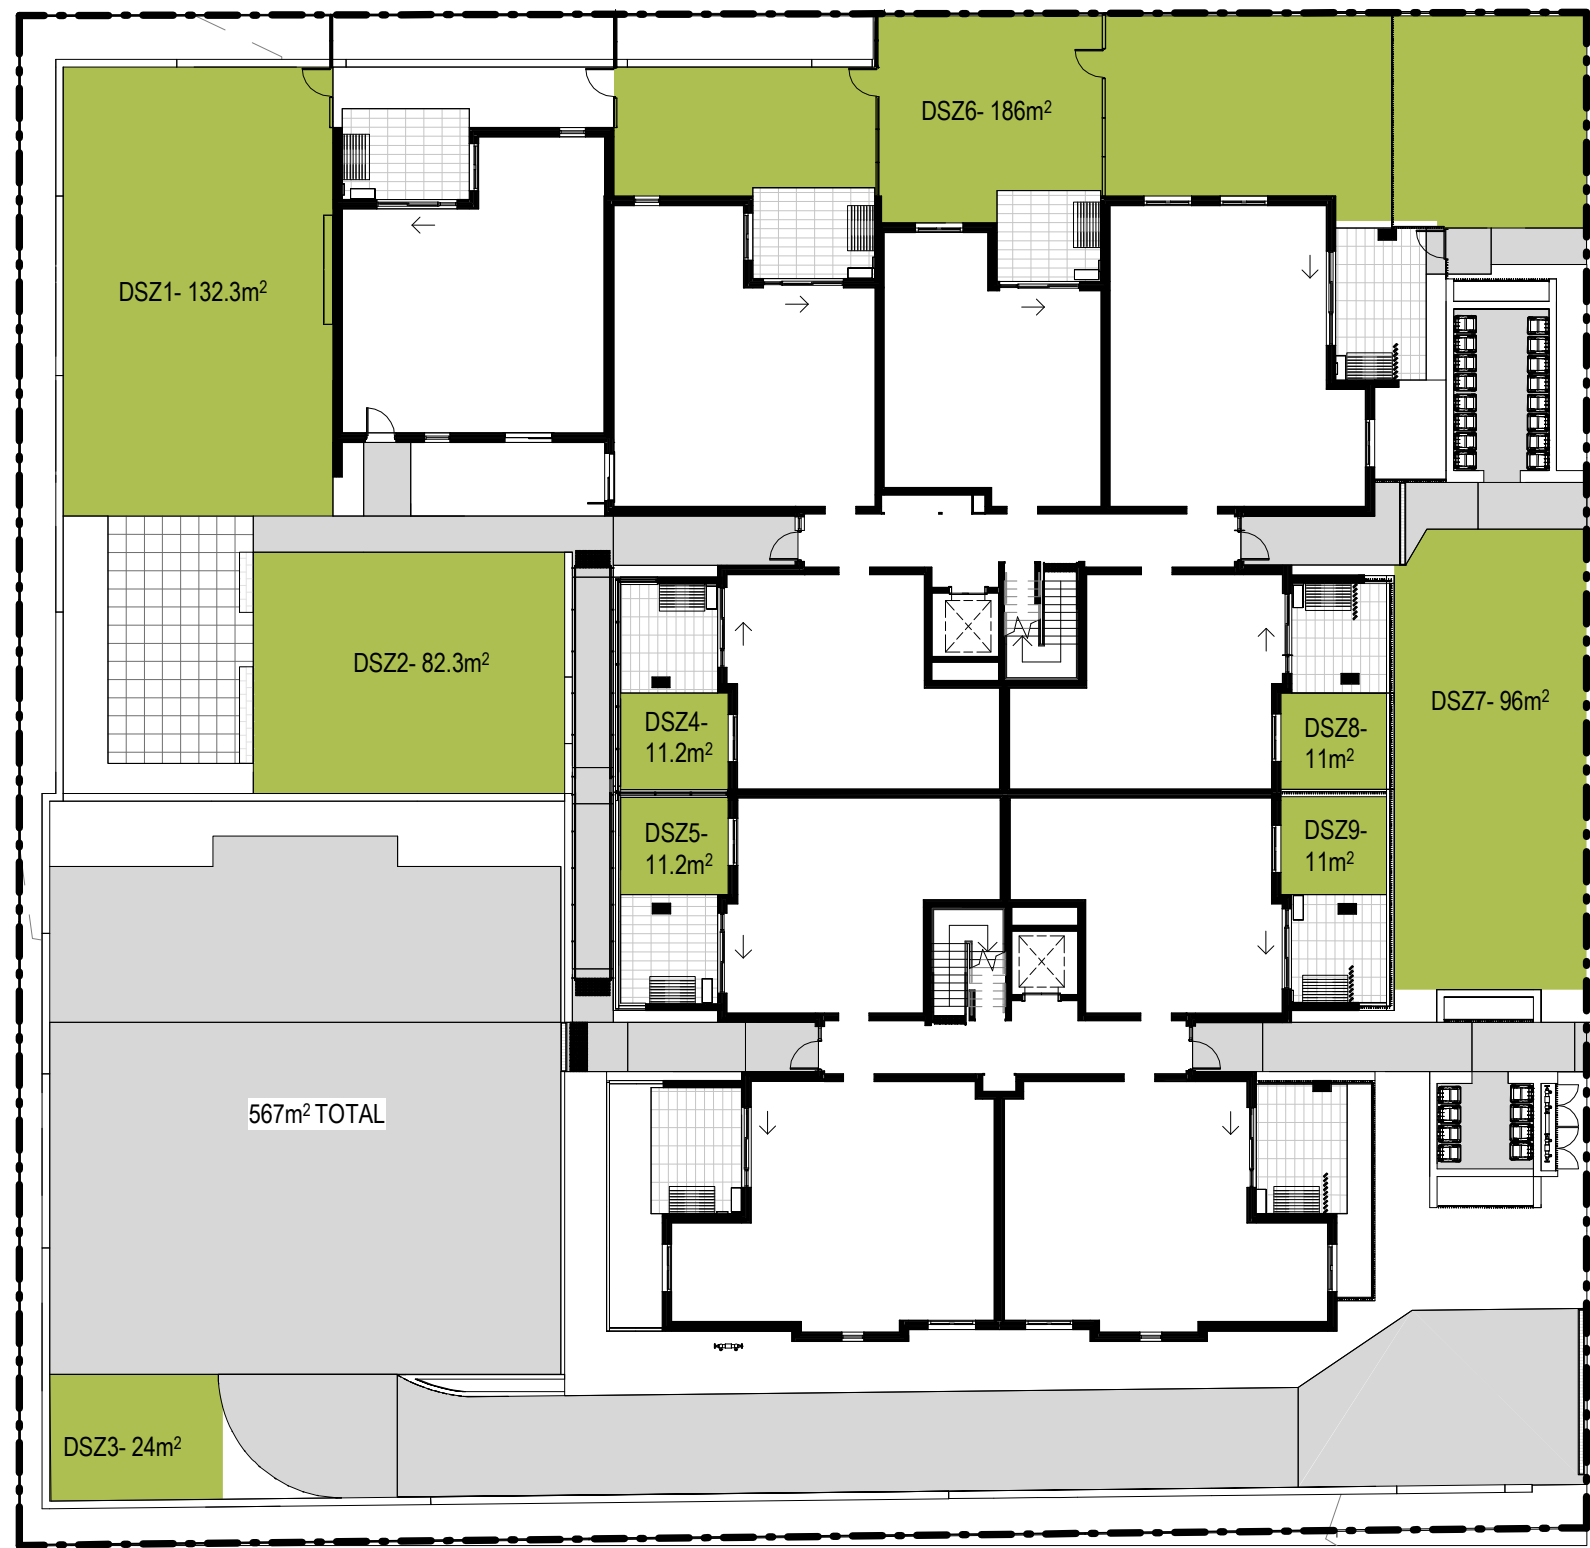 DSZ6- 186m²
DSZ1- 132.3m²
DSZ2- 82.3m²
DSZ4-
11.2m²
DSZ8-
11m²
DSZ7- 96m²
DSZ5-
11.2m²
DSZ9-
11m²
567m² TOTAL
DSZ3- 24m²